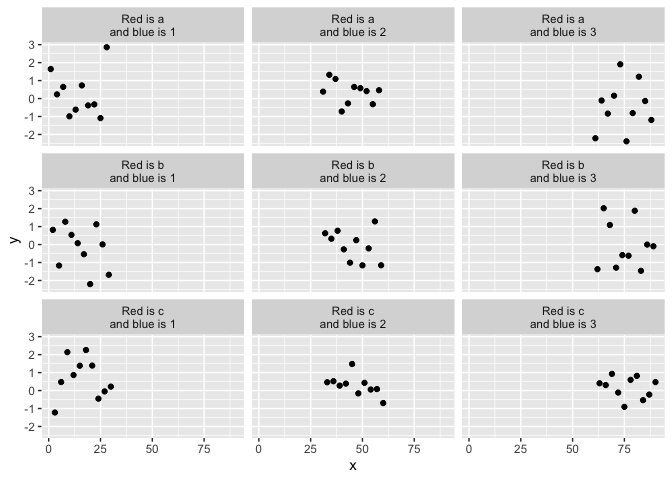 Red is a
and blue is 1
Red is a
and blue is 2
Red is a
and blue is 3
3
2
1
0
-1
-2
Red is b
and blue is 1
Red is b
and blue is 2
Red is b
and blue is 3
3
2
1
0
-1
-2
y
Red is c
and blue is 1
Red is c
and blue is 2
Red is c
and blue is 3
3
2
1
0
-1
-2
0 25 50 75 0 25 50 75 0 25 50 75
x